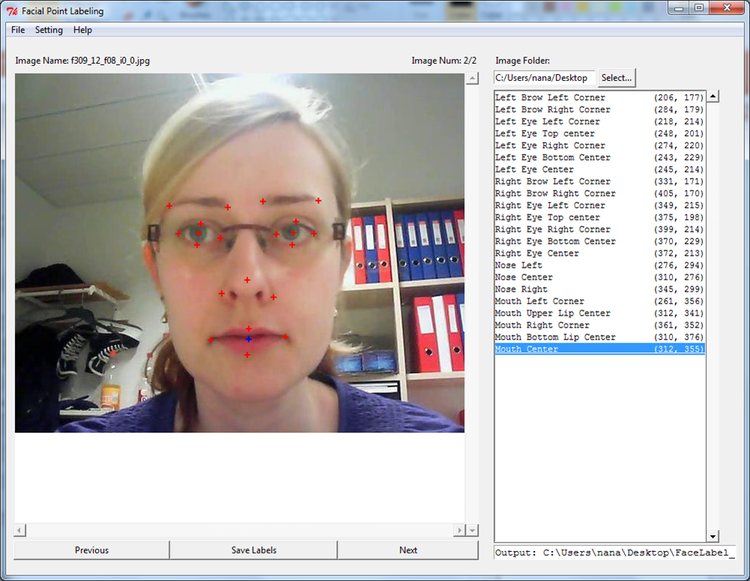 Facial Point Labeling
File Setting Help
Image Name: f309_12_f08_i0_0.jpg
Image Num: 2/2
Image Folder:
C:/Users/nana/Desktop
Select...
Left Brow Left Corner (206, 177)
Left Brow Right Corner (284, 179)
Left Eye Left Corner (218, 214)
Left Eye Top center (248, 201)
Left Eye Right Corner (274, 220)
Left Eye Bottom Center (243, 229)
Left Eye Center (245, 214)
Right Brow Left Corner (331, 171)
Right Brow Right Corner (405, 170)
Right Eye Left Corner (349, 215)
Right Eye Top center (375, 198)
Right Eye Right Corner (399, 214)
Right Eye Bottom Center (370, 229)
Right Eye Center (372, 213)
Nose Left (276, 294)
Nose Center (310, 276)
Nose Right (345, 299)
Mouth Left Corner (261, 356)
Mouth Upper Lip Center (312, 341)
Mouth Right Corner (361, 352)
Mouth Bottom Lip Center (310, 376)
Mouth Center (312, 355)
Previous
Save Labels
Next
Output: C:\Users\nana\Desktop\FaceLabel_